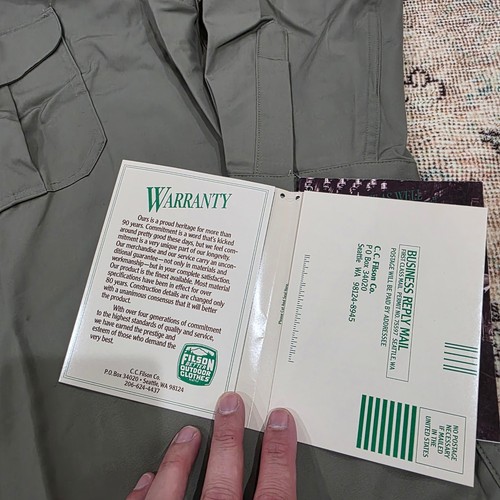 WARRANTY
Ours is a proud heritage for more than
90 years. Commitment is a word that's kicked
around pretty good these days, but we feel com-
mitment is a very unique part of our longevity.
Our merchandise and our service carry an uncon-
ditional guarantee—not only in materials and
workmanship—but in your complete satisfaction.
Our product is the finest available. Most material
specifications have been in effect for over
80 years. Construction details are changed only
with a unanimous consensus that it will better
the product.
With over four generations of commitment
to the highest standards of quality and service,
we have earned the prestige and
esteem of those who demand the
very best.
FILSON
BETTER
OUTDOOR
CLOTHES
C.C. Filson Co.
P.O. Box 34020 • Seattle, WA 98124
206-624-4437
BUSINESS REPLY MAIL
FIRST CLASS MAIL PERMIT NO. 75597 SEATTLE, WA
POSTAGE WILL BE PAID BY ADDRESSEE
C.C. Filson Co.
P.O Box 34020
Seattle WA 98124-8945
NO POSTAGE
NECESSARY
IF MAILED
IN THE
UNITED STATES